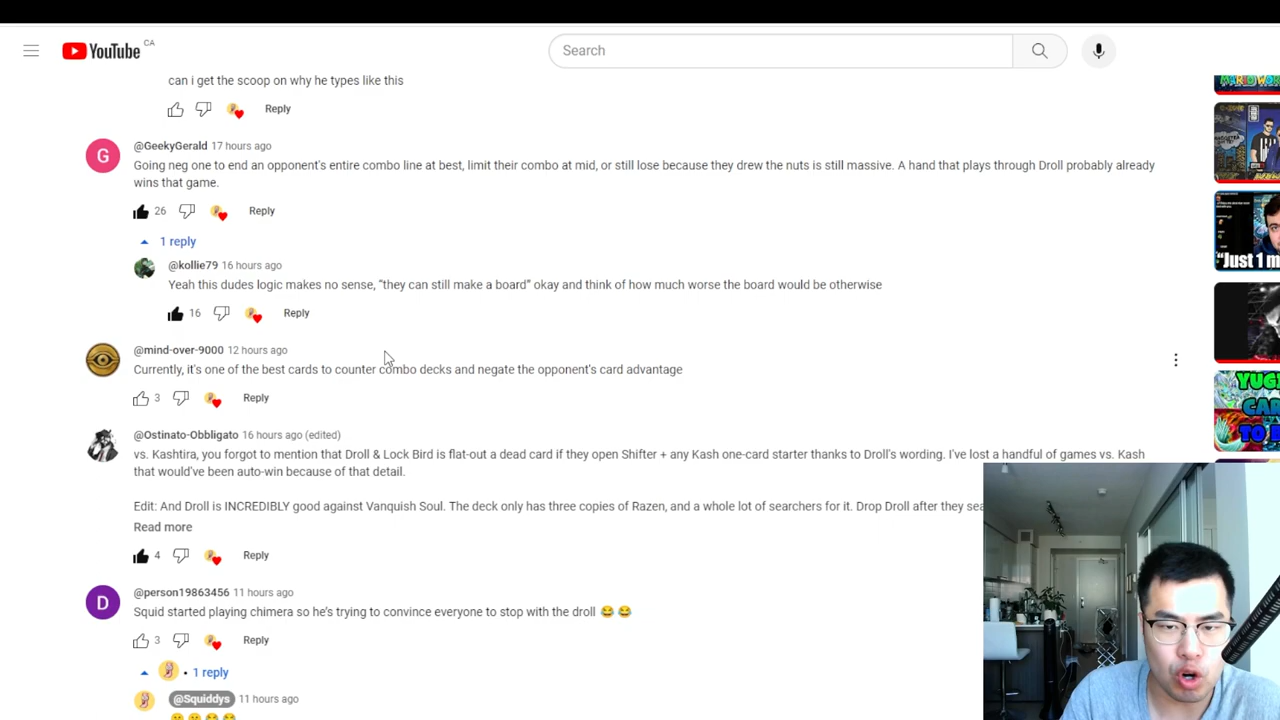 YouTube CA
Search
can i get the scoop on why he types like this
Reply
G
@GeekyGerald 17 hours ago
Going neg one to end an opponent's entire combo line at best, limit their combo at mid, or still lose because they drew the nuts is still massive. A hand that plays through Droll probably already
wins that game.
26 Reply
1 reply
@kollie79 16 hours ago
Yeah this dudes logic makes no sense, “they can still make a board” okay and think of how much worse the board would be otherwise
16 Reply
@mind-over-9000 12 hours ago
Currently, it's one of the best cards to counter combo decks and negate the opponent's card advantage
3 Reply
@Ostinato-Obbligato 16 hours ago (edited)
vs. Kashtira, you forgot to mention that Droll & Lock Bird is flat-out a dead card if they open Shifter + any Kash one-card starter thanks to Droll's wording. I've lost a handful of games vs. Kash
that would've been auto-win because of that detail.
Edit: And Droll is INCREDIBLY good against Vanquish Soul. The deck only has three copies of Razen, and a whole lot of searchers for it. Drop Droll after they sea
Read more
4 Reply
D
@person19863456 11 hours ago
Squid started playing chimera so he's trying to convince everyone to stop with the droll 😂😂
3 Reply
• 1 reply
@Squiddys 11 hours ago
MARIO WOR
"Just 1 m
YUG
CAR
TO B